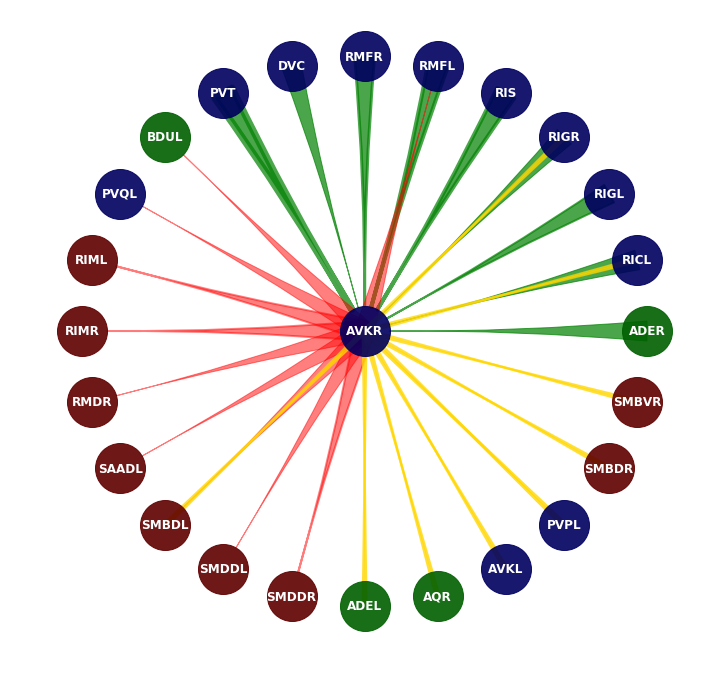 RMFR
DVC
RMFL
PVT
RIS
BDUL
RIGR
PVQL
RIGL
RIML
RICL
RIMR
AVKR
ADER
RMDR
SMBVR
SAADL
SMBDR
SMBDL
PVPL
SMDDL
AVKL
SMDDR
ADEL
AQR